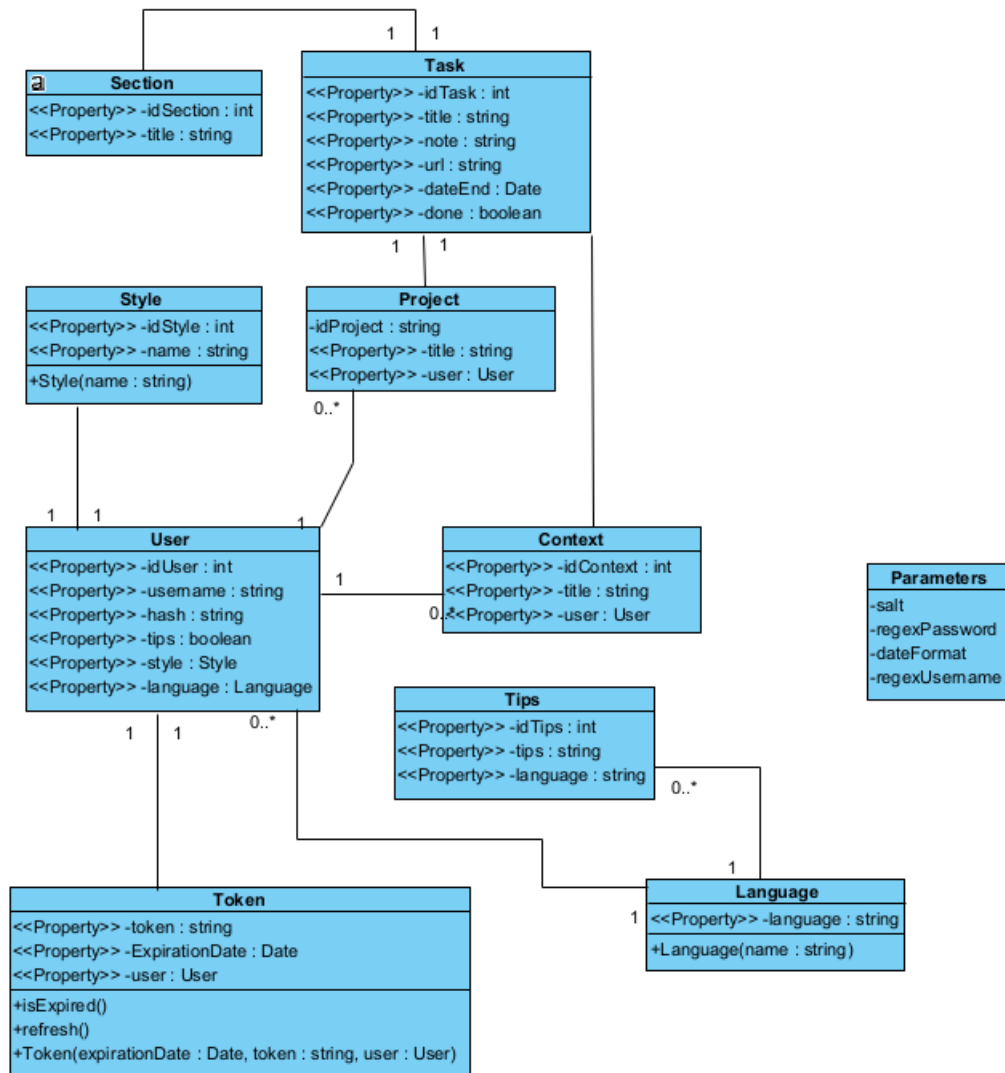 1
1
a
Section
<<Property>> -idSection : int
<<Property>> -title : string
Task
<<Property>> -idTask : int
<<Property>> -title : string
<<Property>> -note : string
<<Property>> -url : string
<<Property>> -dateEnd : Date
<<Property>> -done : boolean
1
1
Style
<<Property>> -idStyle : int
<<Property>> -name : string
+Style(name : string)
Project
-idProject : string
<<Property>> -title : string
<<Property>> -user : User
0..*
1
1
1
User
<<Property>> -idUser : int
<<Property>> -username : string
<<Property>> -hash : string
<<Property>> -tips : boolean
<<Property>> -style : Style
<<Property>> -language : Language
1
0..*
Context
<<Property>> -idContext : int
<<Property>> -title : string
<<Property>> -user : User
Parameters
-salt
-regexPassword
-dateFormat
-regexUsername
1
1
0..*
Tips
<<Property>> -idTips : int
<<Property>> -tips : string
<<Property>> -language : string
0..*
1
1
Token
<<Property>> -token : string
<<Property>> -ExpirationDate : Date
<<Property>> -user : User
+isExpired()
+refresh()
+Token(expirationDate : Date, token : string, user : User)
Language
<<Property>> -language : string
+Language(name : string)